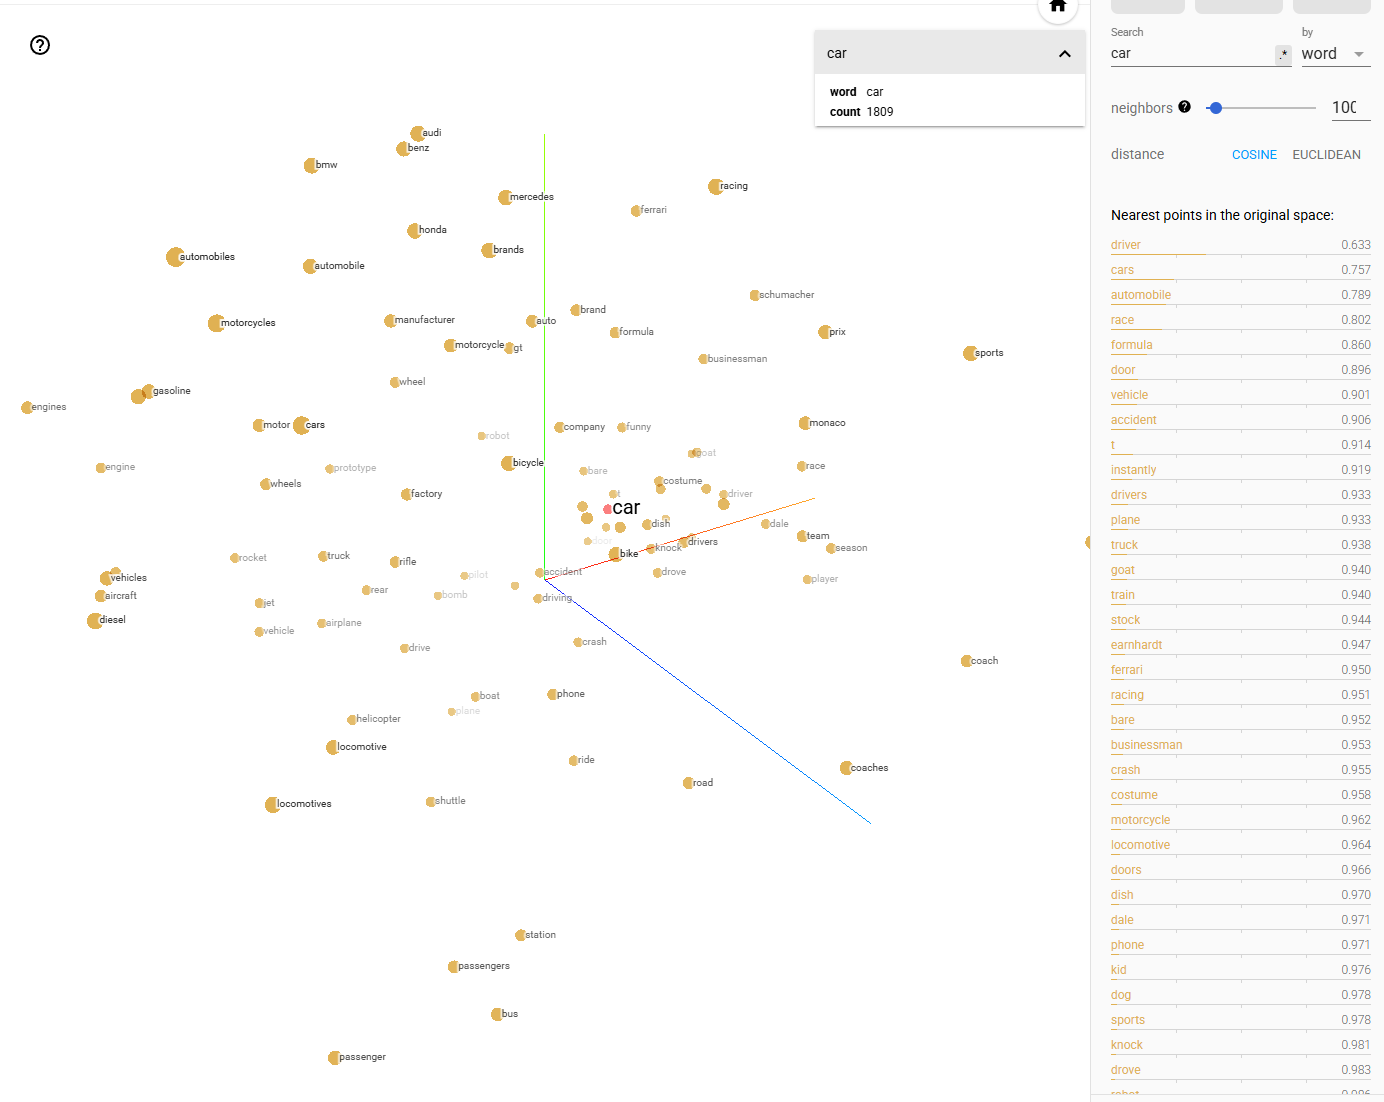 car
word car
count 1809
audi
benz
bmw
racing
mercedes
ferrari
honda
brands
automobiles
automobile
schumacher
brand
manufacturer
auto
motorcycles
formula
prix
motorcycle
gt
sports
businessman
wheel
gasoline
engines
monaco
motor
cars
company
funny
robot
goat
bicycle
race
engine
prototype
bare
costume
wheels
factory
t
driver
car
dish
dale
team
door
drivers
knock
season
bike
rocket
truck
rifle
accident
drove
vehicles
pilot
player
rear
aircraft
bomb
driving
jet
diesel
airplane
vehicle
crash
drive
coach
boat
phone
plane
helicopter
locomotive
ride
coaches
road
shuttle
locomotives
station
passengers
bus
passenger
Search by
car .* word
neighbors 100
distance COSINE EUCLIDEAN
Nearest points in the original space:
driver 0.633
cars 0.757
automobile 0.789
race 0.802
formula 0.860
door 0.896
vehicle 0.901
accident 0.906
t 0.914
instantly 0.919
drivers 0.933
plane 0.933
truck 0.938
goat 0.940
train 0.940
stock 0.944
earnhardt 0.947
ferrari 0.950
racing 0.951
bare 0.952
businessman 0.953
crash 0.955
costume 0.958
motorcycle 0.962
locomotive 0.964
doors 0.966
dish 0.970
dale 0.971
phone 0.971
kid 0.976
dog 0.978
sports 0.978
knock 0.981
drove 0.983